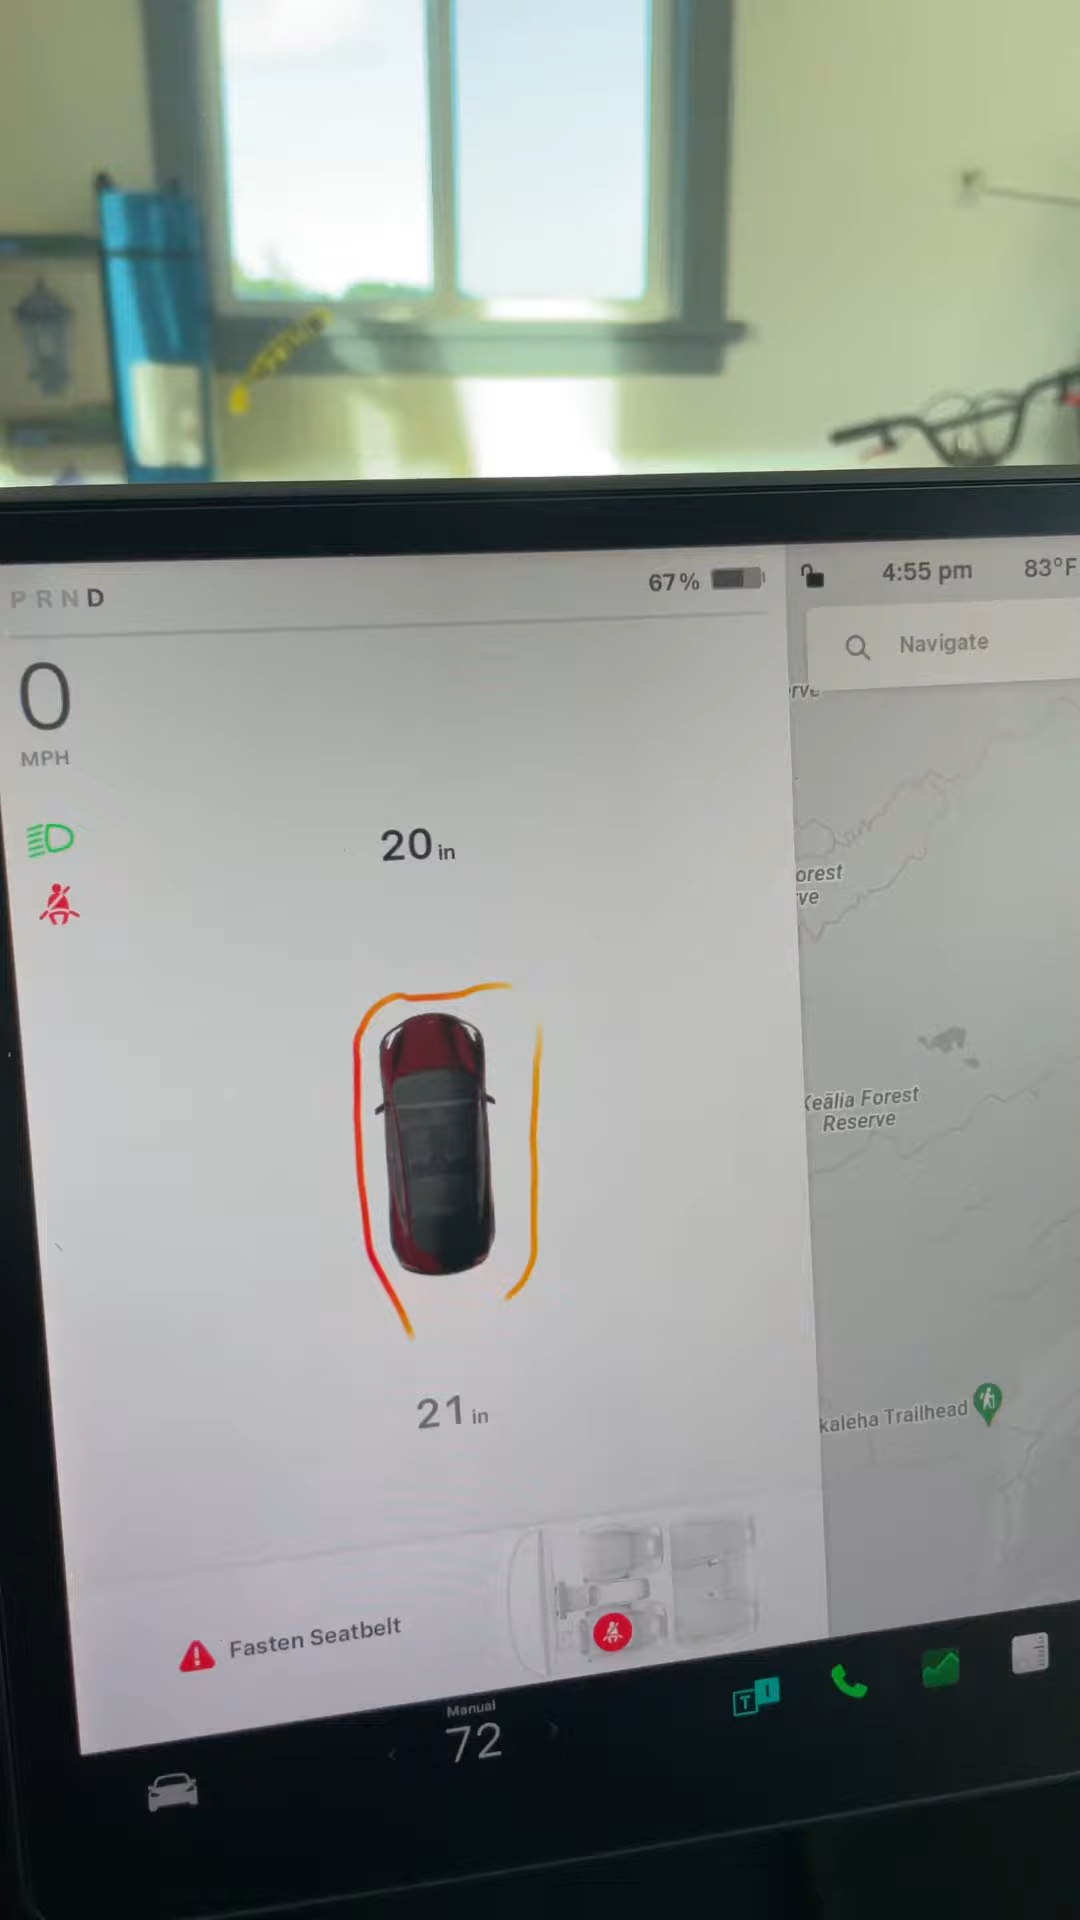 PRND
67%
4:55 pm
83°F
0
MPH
Navigate
20 in
orest
ve
Keālia Forest
Reserve
21 in
kaleha Trailhead
Fasten Seatbelt
Manual
72
T